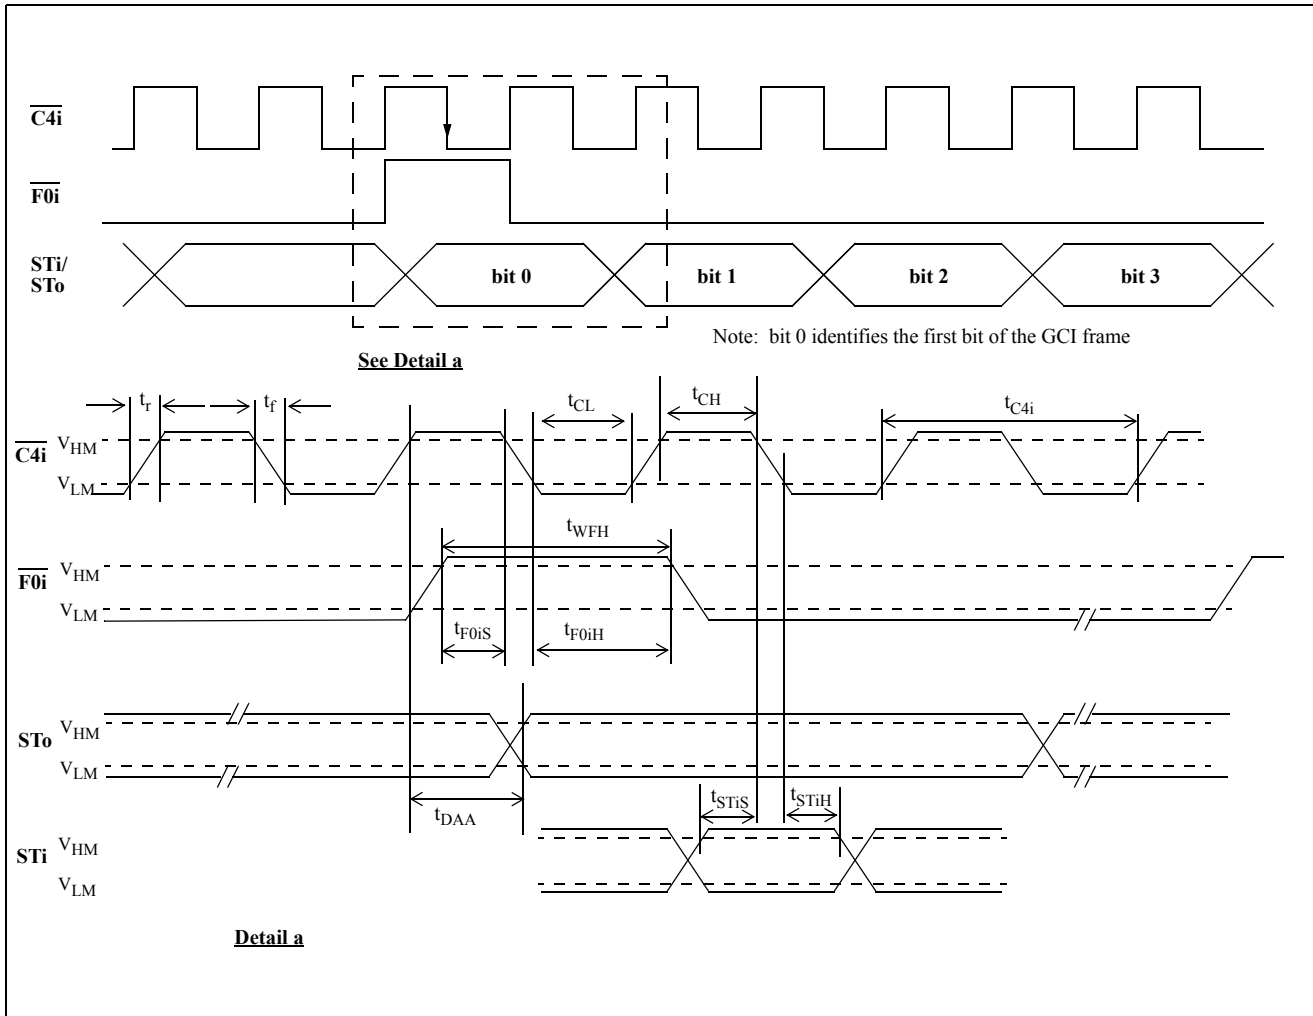 C4i
F0i
STi/
STo
bit 0 bit 1 bit 2 bit 3
Note: bit 0 identifies the first bit of the GCI frame
See Detail a
tr tf tCL tCH tC4i
C4i VHM
VLM
tWFH
F0i VHM
VLM
tF0iS tF0iH
STo VHM
VLM
tDAA tSTiS tSTiH
STi VHM
VLM
Detail a